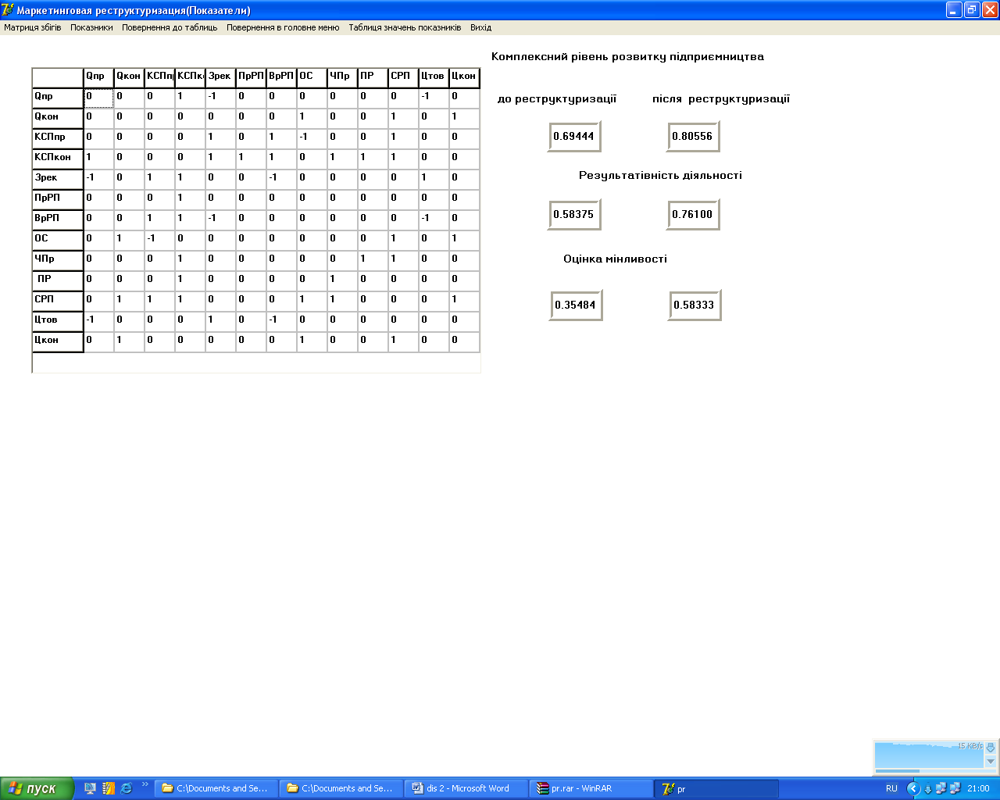 Маркетинговая реструктуризация(Показатели)
Матриця збігів Показники Повернення до таблиць Повернення в головне меню Таблиця значень показників Вихід
Комплексний рівень розвитку підприємництва
Qпр Qкон КСПп КСПк Зрек ПрРП ВрРП ОС ЧПр ПР СРП Цтов Цкон
Qпр 0 0 0 1 -1 0 0 0 0 0 0 -1 0
до реструктуризації після реструктуризації
Qкон 0 0 0 0 0 0 0 1 0 0 1 0 1
КСПпр 0 0 0 0 1 0 1 -1 0 0 1 0 0
0.69444 0.80556
КСПкон 1 0 0 0 1 1 1 0 1 1 1 0 0
Зрек -1 0 1 1 0 0 -1 0 0 0 0 1 0
Результатівність діяльності
ПрРП 0 0 0 1 0 0 0 0 0 0 0 0 0
ВрРП 0 0 1 1 -1 0 0 0 0 0 0 -1 0
0.58375 0.76100
ОС 0 1 -1 0 0 0 0 0 0 0 1 0 1
ЧПр 0 0 0 1 0 0 0 0 0 1 1 0 0
Оцінка мінливості
ПР 0 0 0 1 0 0 0 0 1 0 0 0 0
СРП 0 1 1 1 0 0 0 1 1 0 0 0 1
0.35484 0.58333
Цтов -1 0 0 0 1 0 -1 0 0 0 0 0 0
Цкон 0 1 0 0 0 0 0 1 0 0 1 0 0
15 KB/s
пуск
C:\Documents and Se...
C:\Documents and Se...
dis 2 - Microsoft Word
pr.rar - WinRAR
pr
RU
21:00